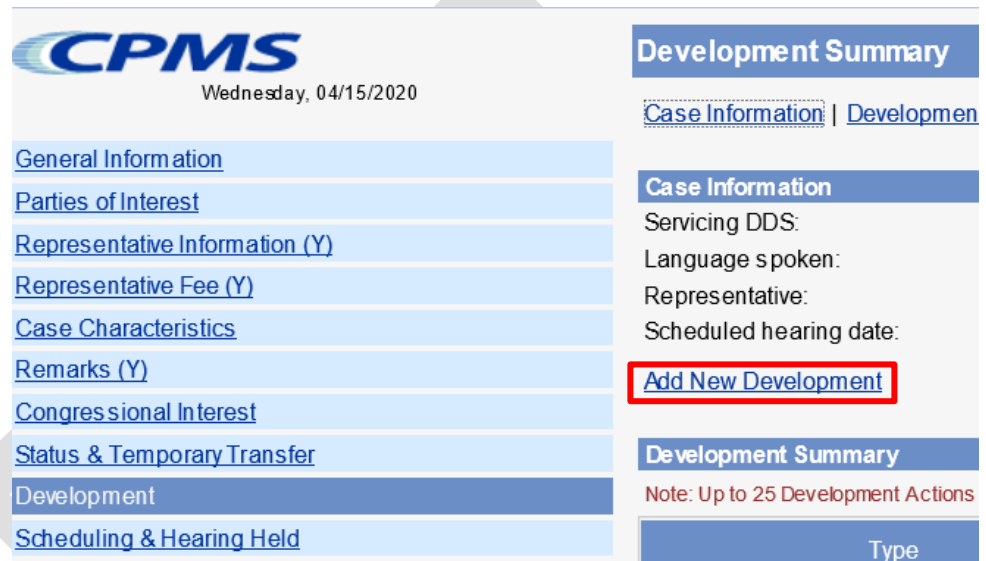 CPMS
Wednesday, 04/15/2020
General Information
Parties of Interest
Representative Information (Y)
Representative Fee (Y)
Case Characteristics
Remarks (Y)
Congressional Interest
Status & Temporary Transfer
Development
Scheduling & Hearing Held
Development Summary
Case Information | Developmen
Case Information
Servicing DDS:
Language spoken:
Representative:
Scheduled hearing date:
Add New Development
Development Summary
Note: Up to 25 Development Actions
Type